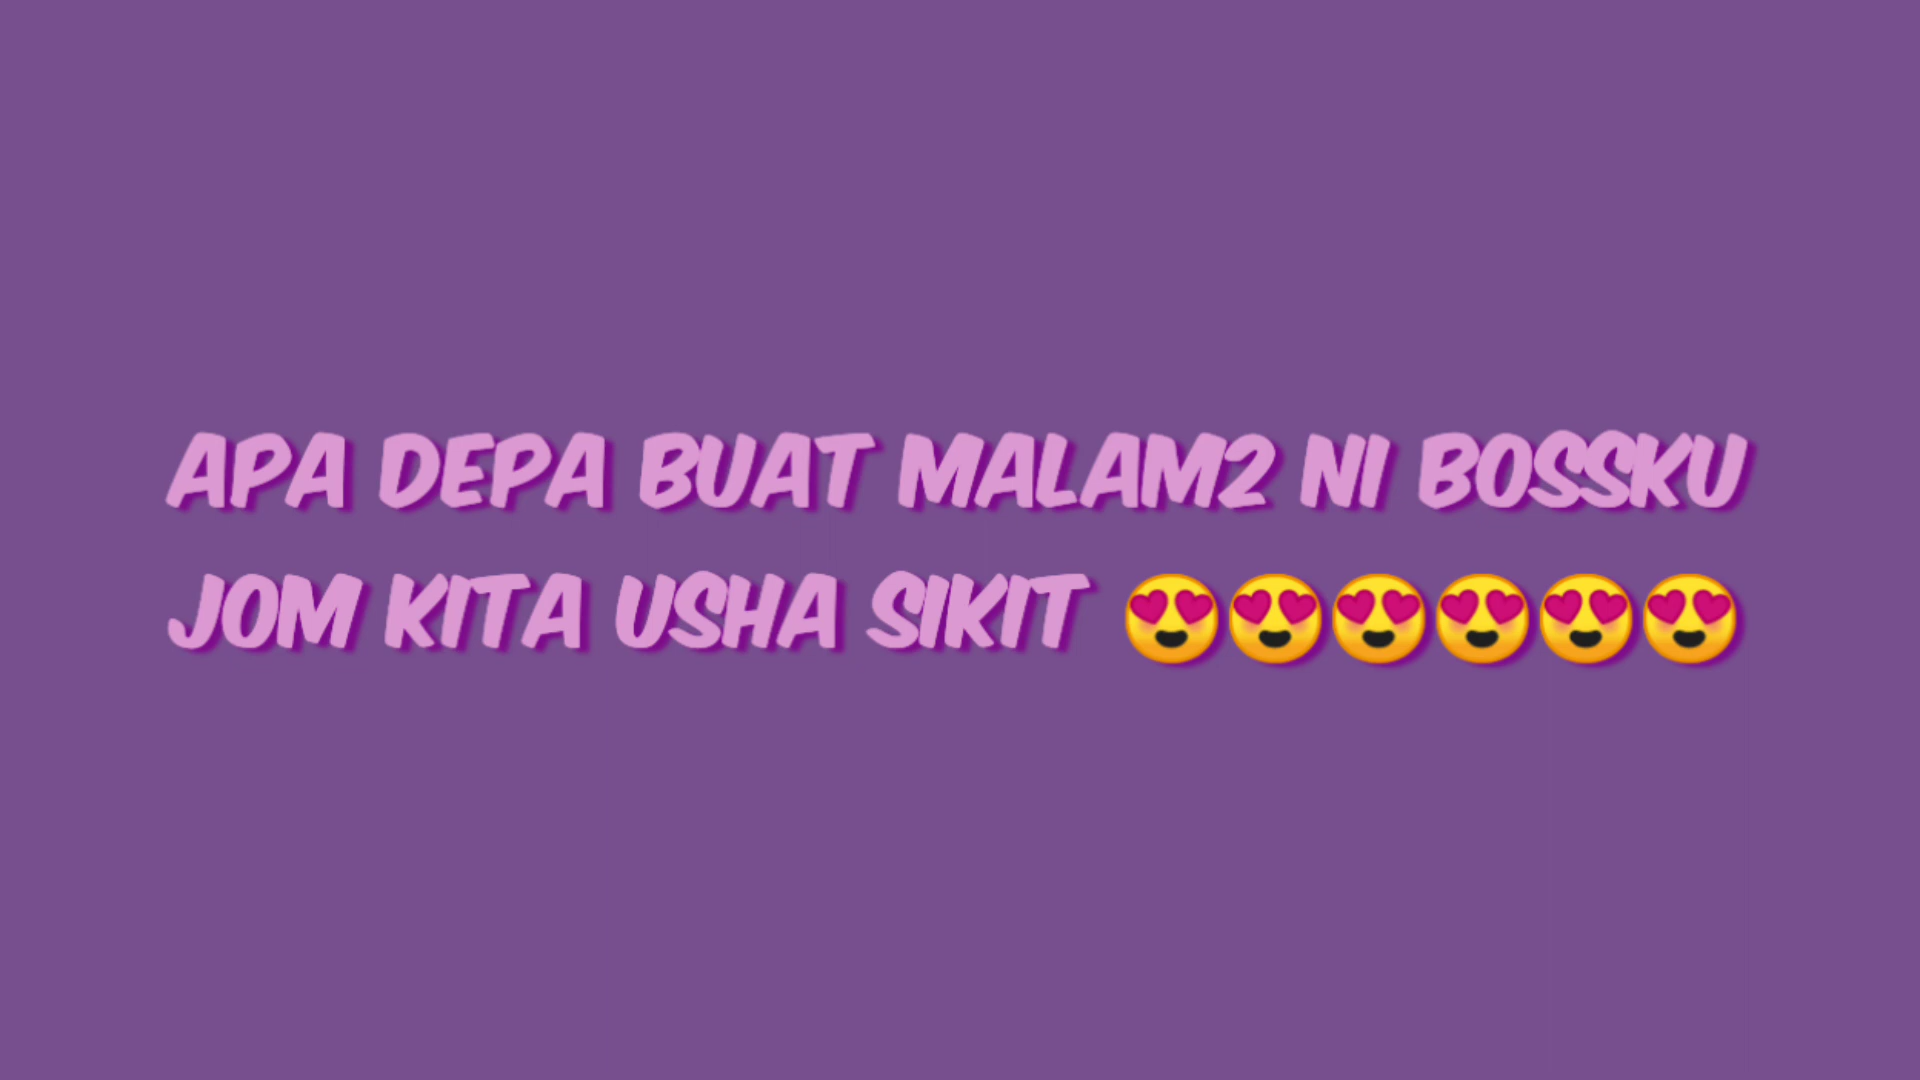 APA DEPA BUAT MALAM2 NI BOSSKU
JOM KITA USHA SIKIT 😍😍😍😍😍😍